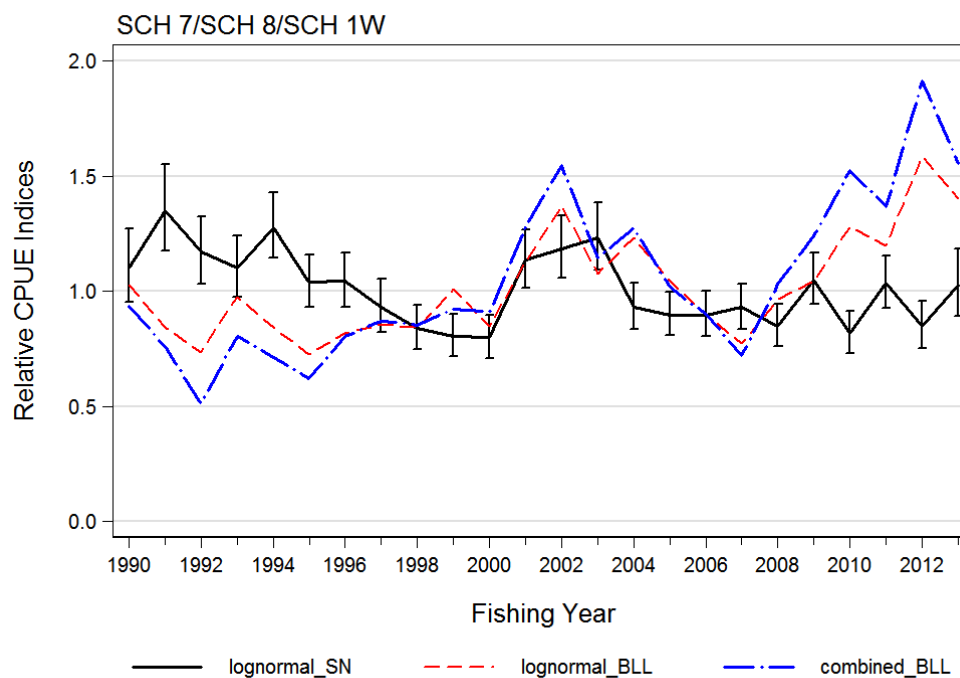 SCH 7/SCH 8/SCH 1W
2.0
1.5
1.0
0.5
0.0
Relative CPUE Indices
1990 1992 1994 1996 1998 2000 2002 2004 2006 2008 2010 2012
Fishing Year
lognormal_SN lognormal_BLL combined_BLL